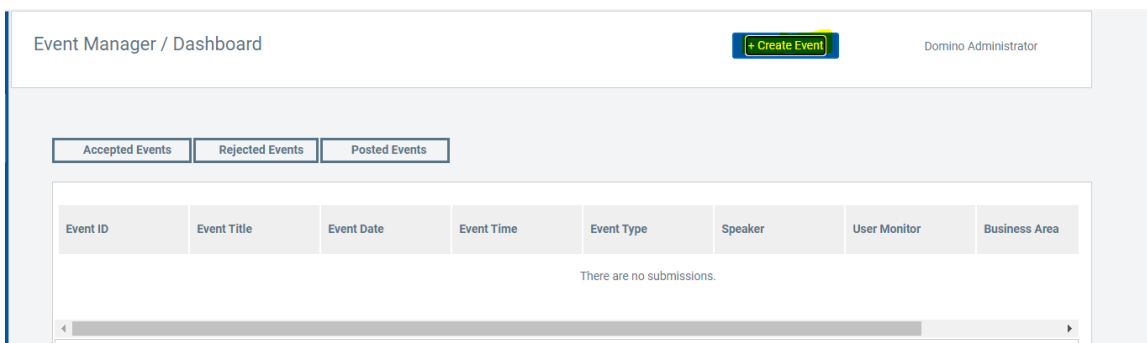 Event Manager / Dashboard
+ Create Event
Domino Administrator
Accepted Events
Rejected Events
Posted Events
Event ID
Event Title
Event Date
Event Time
Event Type
Speaker
User Monitor
Business Area
There are no submissions.